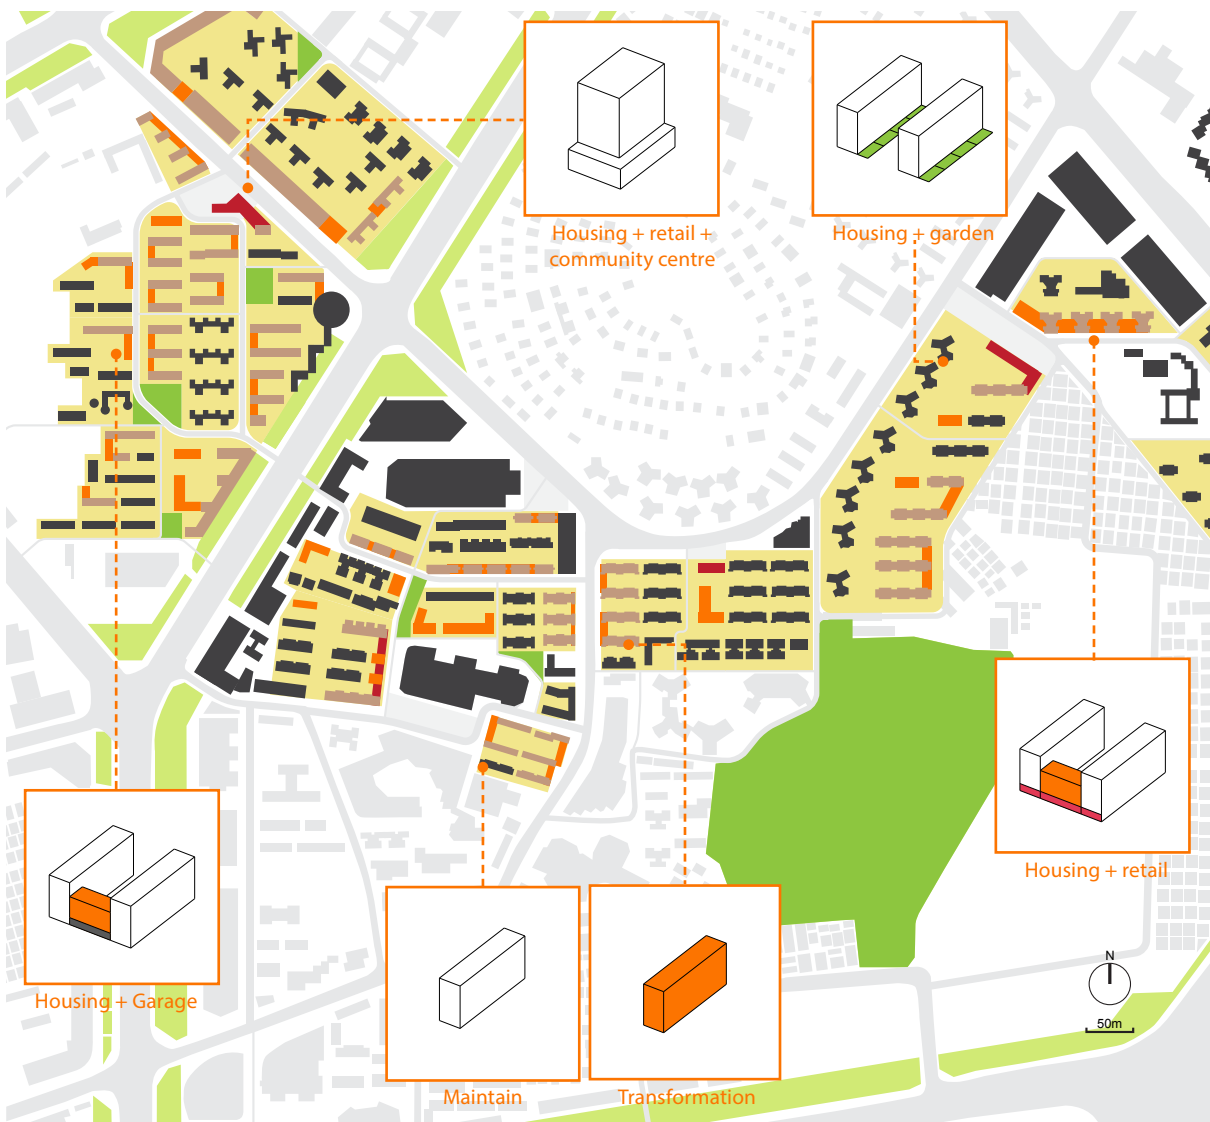 Housing + retail +
community centre
Housing + garden
Housing + retail
N
50m
Housing + Garage
Maintain
Transformation